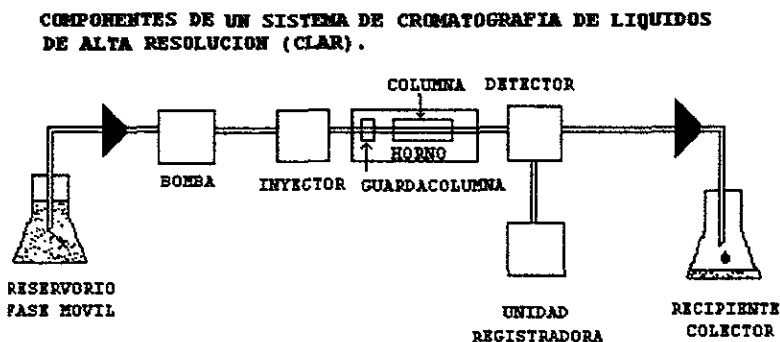 COMPONENTES DE UN SISTEMA DE CROMATOGRAFIA DE LIQUIDOS
DE ALTA RESOLUCION (CLAR).
COLUMNA DETECTOR
HORNO
BOMBA
INYECTOR GUARDACOLUMNA
RESERVORIO
FASE MOVIL
UNIDAD
REGISTRADORA
RECIPIENTE
COLECTOR